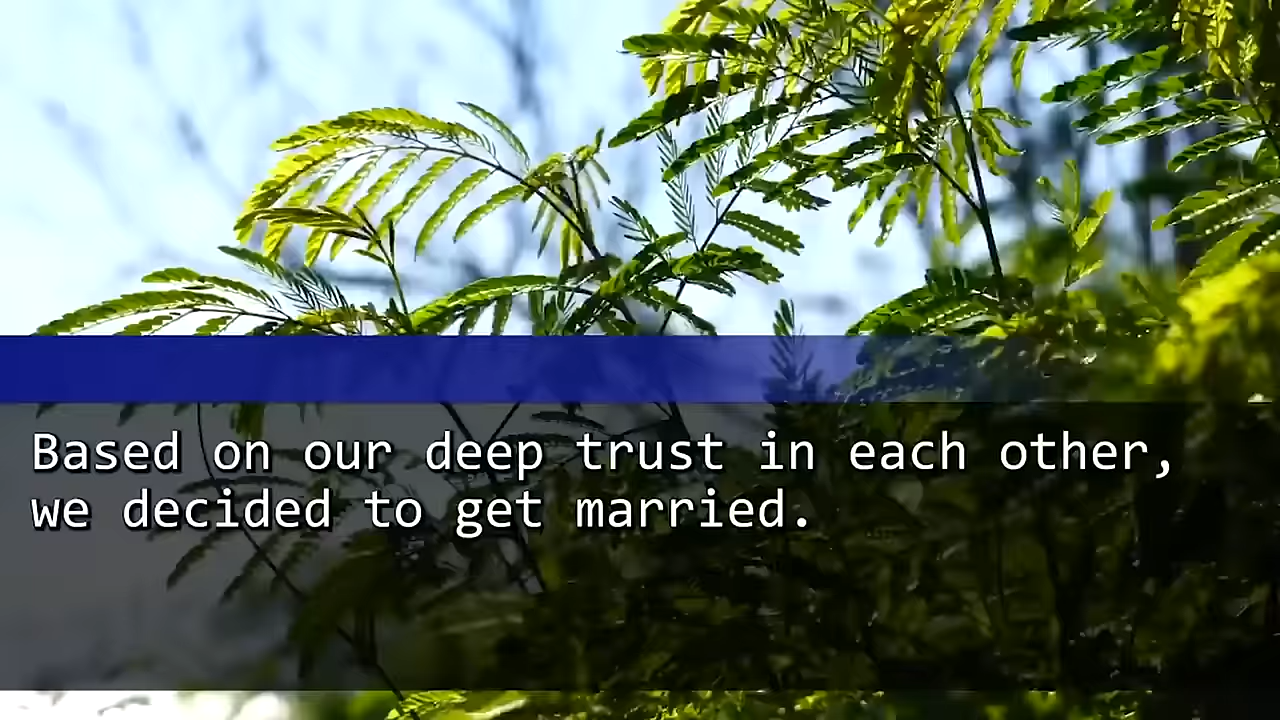 Based on our deep trust in each other,
we decided to get married.